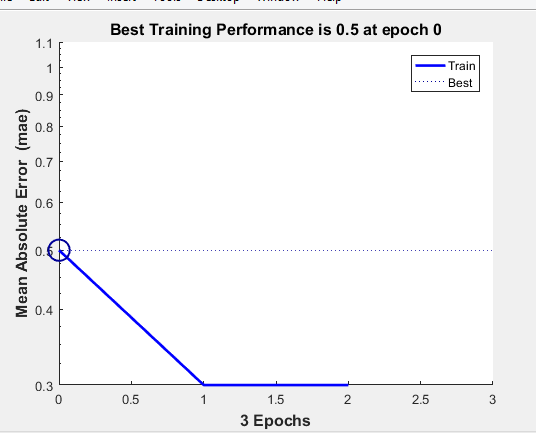 Best Training Performance is 0.5 at epoch 0
1.1
1
0.9
0.8
0.7
0.6
0.5
0.4
0.3
Mean Absolute Error (mae)
Train
Best
0 0.5 1 1.5 2 2.5 3
3 Epochs